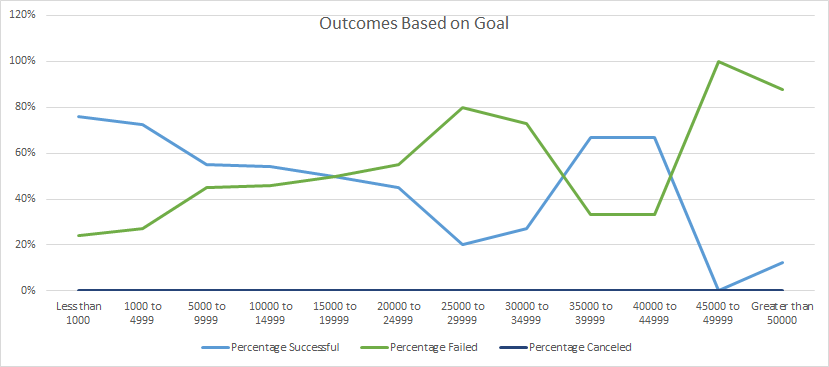 Outcomes Based on Goal
120%
100%
80%
60%
40%
20%
0%
Less than
1000
1000 to
4999
5000 to
9999
10000 to
14999
15000 to
19999
20000 to
24999
25000 to
29999
30000 to
34999
35000 to
39999
40000 to
44999
45000 to
49999
Greater than
50000
Percentage Successful
Percentage Failed
Percentage Canceled